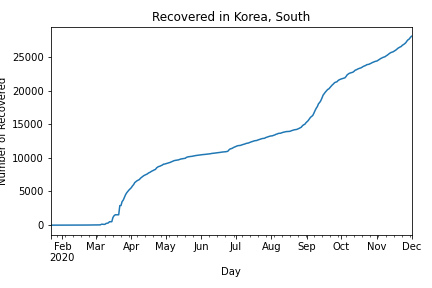 Recovered in Korea, South
Number of Recovered
25000
20000
15000
10000
5000
0
Feb Mar Apr May Jun Jul Aug Sep Oct Nov Dec
2020
Day